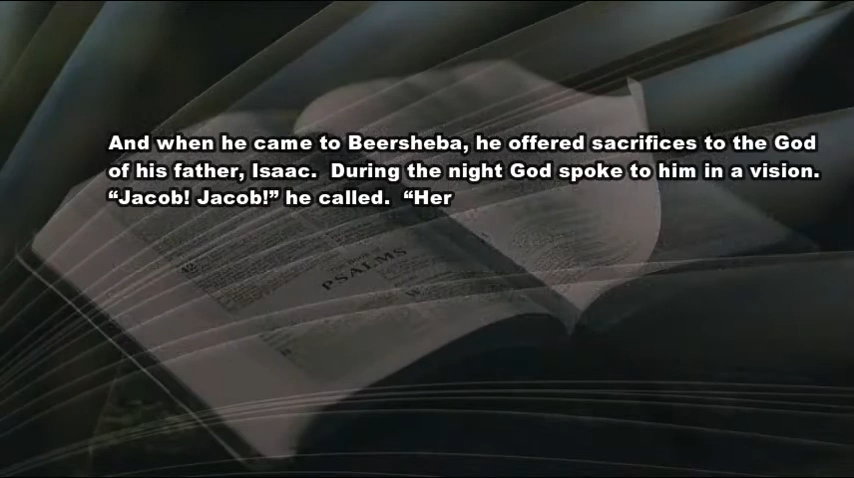 And when he came to Beersheba, he offered sacrifices to the God
of his father, Isaac.  During the night God spoke to him in a vision.
“Jacob! Jacob!” he called.  “Her
PSALMS